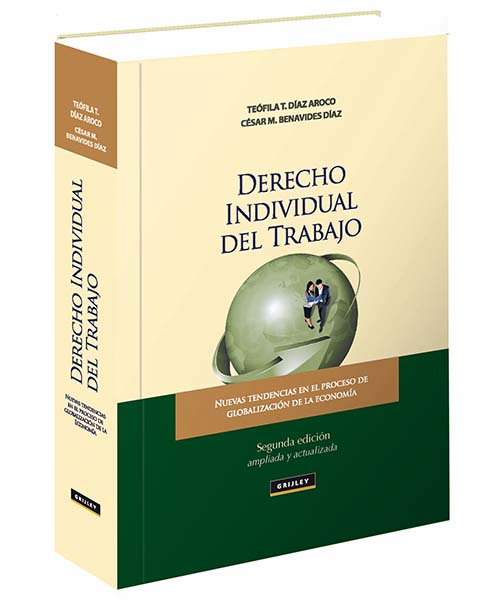 TEÓFILA T. DÍAZ AROCO
CÉSAR M. BENAVIDES DÍAZ
DERECHO
INDIVIDUAL
DEL TRABAJO
NUEVAS TENDENCIAS EN EL PROCESO DE
GLOBALIZACIÓN DE LA ECONOMÍA
Segunda edición
ampliada y actualizada
GRIJLEY
TEÓFILA T.
DÍAZ AROCO
CÉSAR M.
BENAVIDES DÍAZ
DERECHO INDIVIDUAL
DEL TRABAJO
NUEVAS TENDENCIAS
EN EL PROCESO DE
GLOBALIZACIÓN DE LA
ECONOMÍA
GRIJLEY